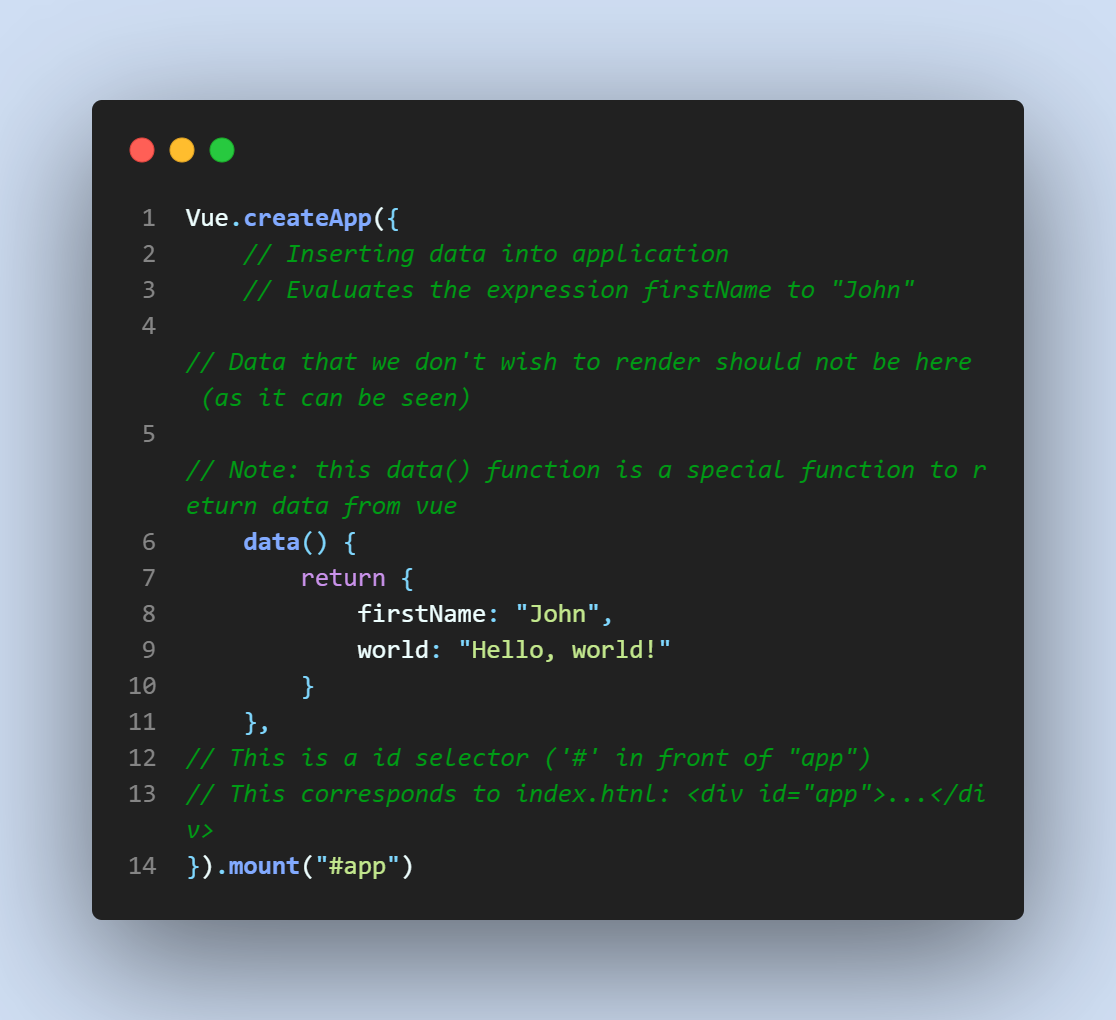 1 Vue.createApp({
2 // Inserting data into application
3 // Evaluates the expression firstName to "John"
4
// Data that we don't wish to render should not be here
(as it can be seen)
5
// Note: this data() function is a special function to r
eturn data from vue
6 data() {
7 return {
8 firstName: "John",
9 world: "Hello, world!"
10 }
11 },
12 // This is a id selector ('#' in front of "app")
13 // This corresponds to index.htnl: <div id="app">...</di
v>
14 }).mount("#app")